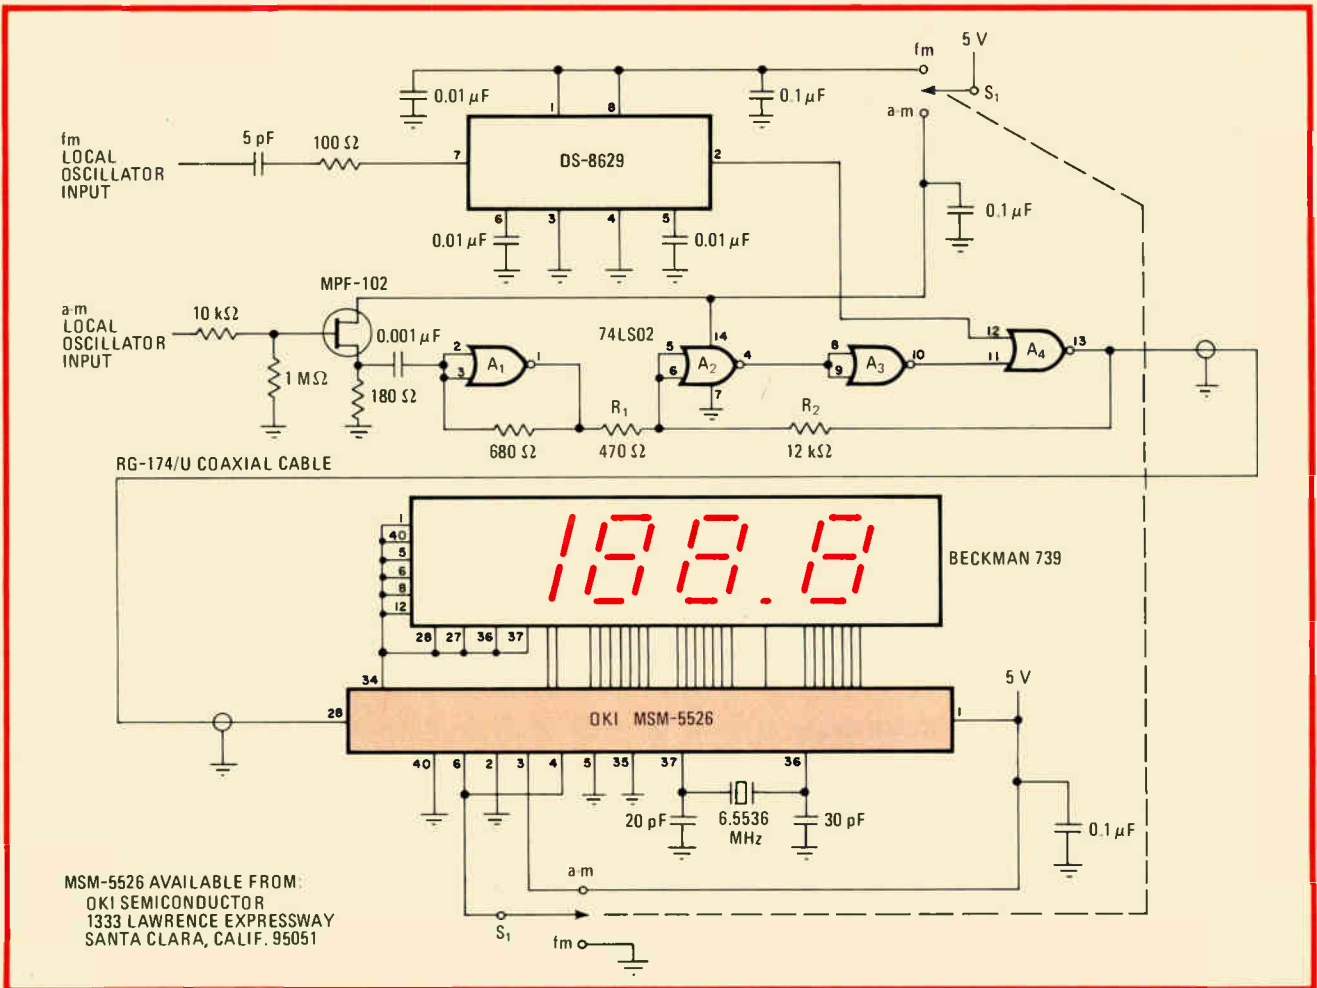 fm
5 V
S1
a-m
0.01 µF
1
8
0.1 µF
fm
LOCAL
OSCILLATOR
INPUT
5 pF
100 Ω
7
DS-8629
2
6
3
4
5
0.01 µF
0.01 µF
0.1 µF
MPF-102
a-m
LOCAL
OSCILLATOR
INPUT
10 kΩ
1 MΩ
0.001 µF
180 Ω
2
3
A1
1
680 Ω
R1
470 Ω
74LS02
14
5
6
A2
4
7
8
9
A3
10
R2
12 kΩ
12
11
A4
13
RG-174/U COAXIAL CABLE
1
40
5
6
8
12
188.8
BECKMAN 739
28
27
36
37
34
28
OKI MSM-5526
1
5 V
40
6
2
3
4
5
35
37
36
20 pF
6.5536
MHz
30 pF
0.1 µF
a-m
S1
fm
MSM-5526 AVAILABLE FROM:
OKI SEMICONDUCTOR
1333 LAWRENCE EXPRESSWAY
SANTA CLARA, CALIF. 95051